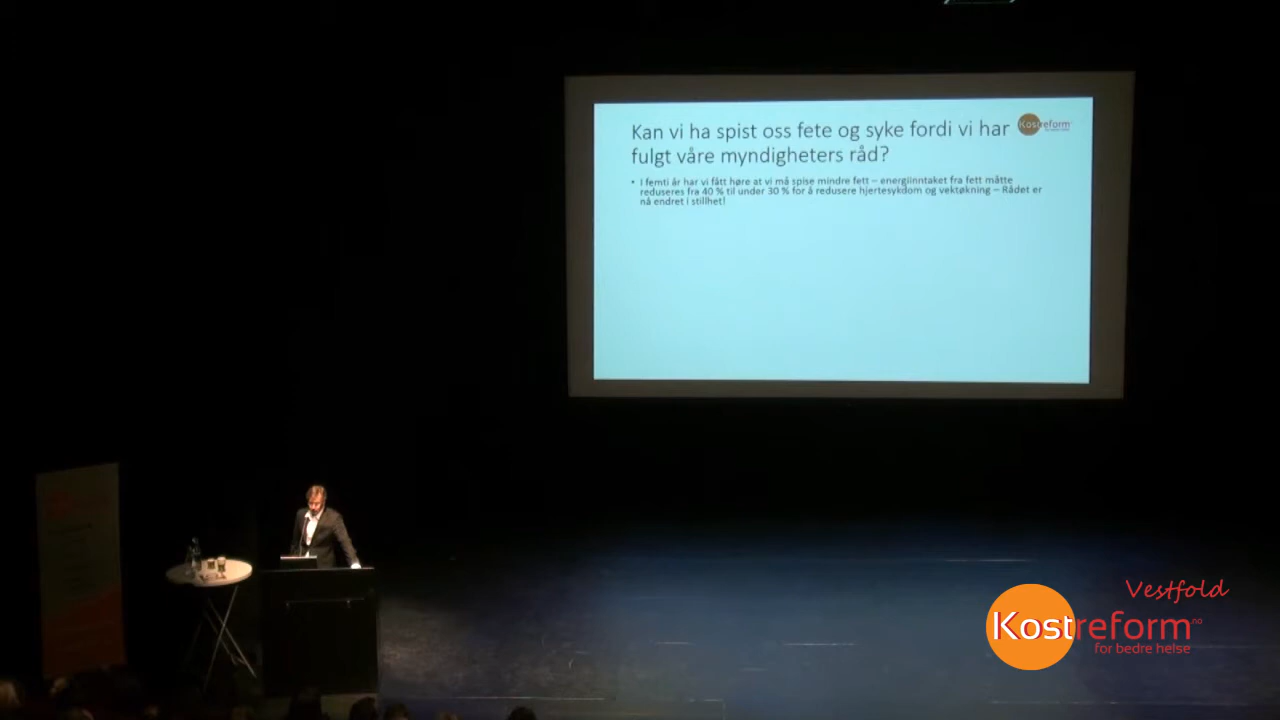 Kan vi ha spist oss fete og syke fordi vi har
fulgt våre myndigheters råd?
Kostreform
• I femti år har vi fått høre at vi må spise mindre fett – energiinntaket fra fett måtte
reduseres fra 40 % til under 30 % for å redusere hjertesykdom og vektøkning – Rådet er
nå endret i stillhet!
Vestfold
Kostreform.no
for bedre helse